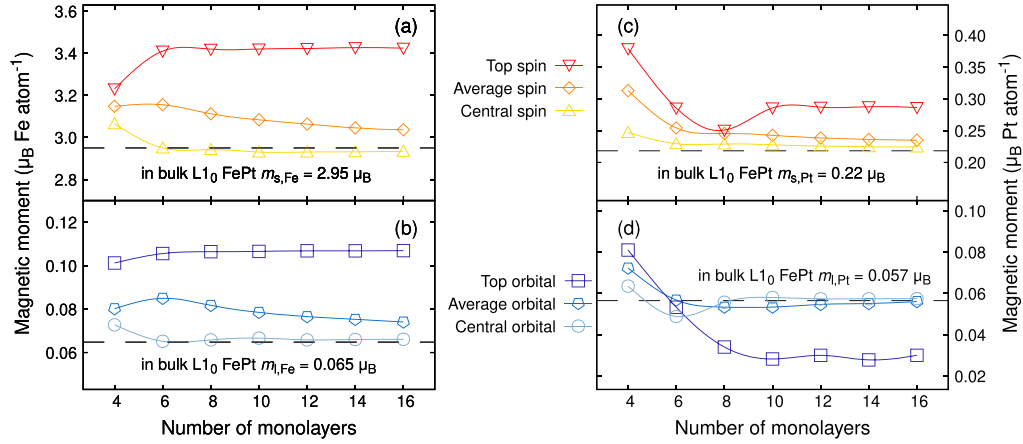 (a)
3.6
3.4
3.2
3.0
2.8
in bulk L1₀ FePt m_s,Fe = 2.95 μ_B
Magnetic moment (μ_B Fe atom⁻¹)
(b)
0.12
0.10
0.08
0.06
in bulk L1₀ FePt m_l,Fe = 0.065 μ_B
4 6 8 10 12 14 16
Number of monolayers
Top spin
Average spin
Central spin
Top orbital
Average orbital
Central orbital
(c)
0.40
0.35
0.30
0.25
0.20
in bulk L1₀ FePt m_s,Pt = 0.22 μ_B
Magnetic moment (μ_B Pt atom⁻¹)
(d)
0.10
0.08
0.06
0.04
0.02
in bulk L1₀ FePt m_l,Pt = 0.057 μ_B
4 6 8 10 12 14 16
Number of monolayers